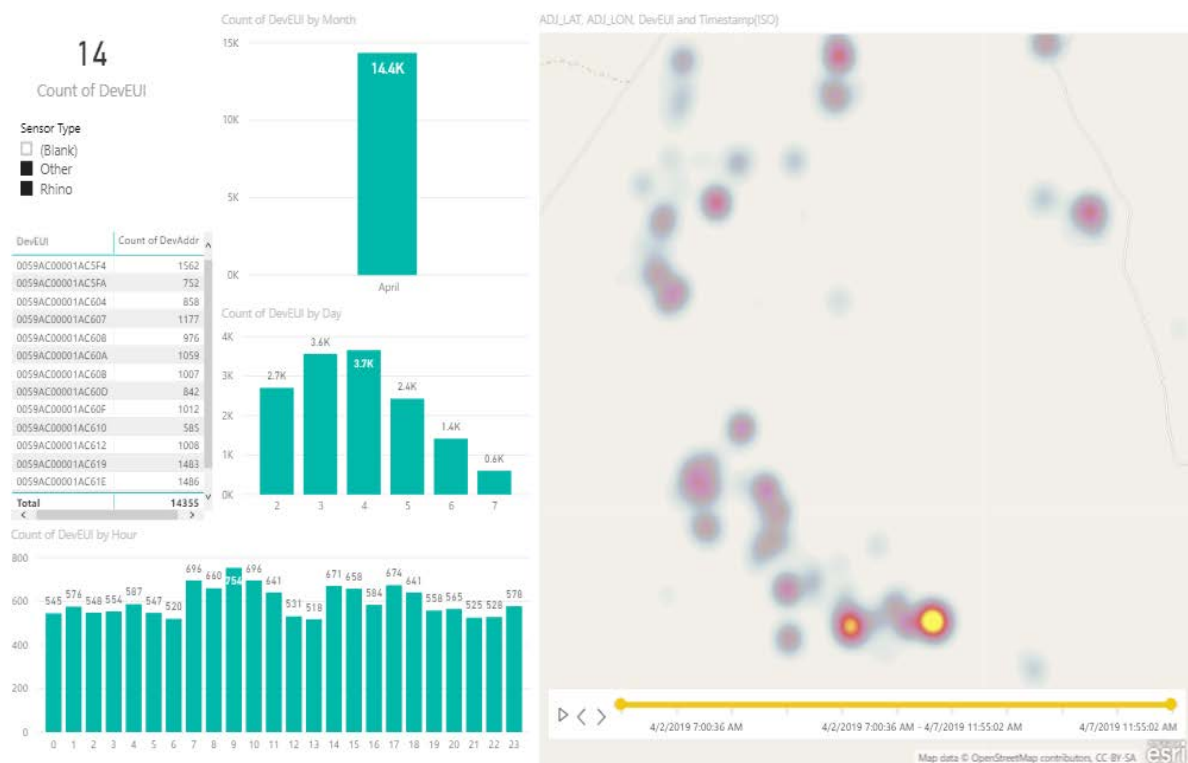 14
Count of DevEUI
Sensor Type
(Blank)
Other
Rhino
DevEUI Count of DevAddr
0059AC00001AC5F4 1562
0059AC00001AC5FA 752
0059AC00001AC604 858
0059AC00001AC607 1177
0059AC00001AC608 976
0059AC00001AC60A 1059
0059AC00001AC60B 1007
0059AC00001AC60D 842
0059AC00001AC60F 1012
0059AC00001AC610 585
0059AC00001AC612 1008
0059AC00001AC619 1483
0059AC00001AC61E 1486
Total 14355
Count of DevEUI by Month
15K
14.4K
10K
5K
0K
April
Count of DevEUI by Day
4K
3K
2K
1K
0K
2.7K 3.6K 3.7K 2.4K 1.4K 0.6K
2 3 4 5 6 7
Count of DevEUI by Hour
800
600
400
200
0
545 576 548 554 587 547 520 696 660 754 696 641 531 518 671 658 584 674 641 558 565 525 528 578
0 1 2 3 4 5 6 7 8 9 10 11 12 13 14 15 16 17 18 19 20 21 22 23
ADJ_LAT, ADJ_LON, DevEUI and Timestamp(ISO)
4/2/2019 7:00:36 AM 4/2/2019 7:00:36 AM - 4/7/2019 11:55:02 AM 4/7/2019 11:55:02 AM
Map data © OpenStreetMap contributors, CC-BY-SA
esri